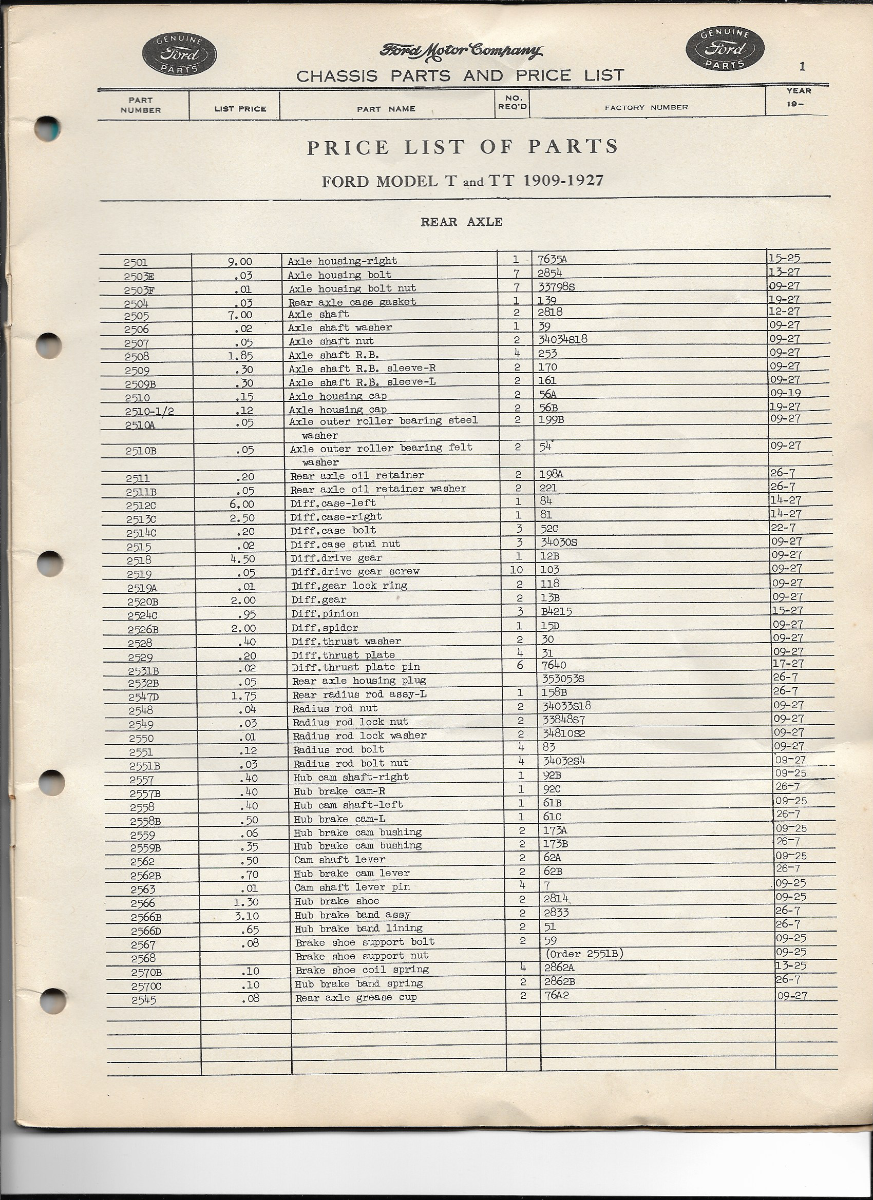 GENUINE Ford PARTS
Ford Motor Company
GENUINE Ford PARTS
CHASSIS PARTS AND PRICE LIST
1
PART NUMBER LIST PRICE PART NAME NO. REQ'D FACTORY NUMBER YEAR 19–
PRICE LIST OF PARTS
FORD MODEL T and TT 1909-1927
REAR AXLE
2501 9.00 Axle housing-right 1 7635A 15-25
2503E .03 Axle housing bolt 7 2854 13-27
2503F .01 Axle housing bolt nut 7 33798S 09-27
2504 .03 Rear axle case gasket 1 139 19-27
2505 7.00 Axle shaft 2 2818 12-27
2506 .02 Axle shaft washer 1 39 09-27
2507 .05 Axle shaft nut 2 34034S18 09-27
2508 1.85 Axle shaft R.B. 4 253 09-27
2509 .30 Axle shaft R.B. sleeve-R 2 170 09-27
2509B .30 Axle shaft R.B. sleeve-L 2 161 09-27
2510 .15 Axle housing cap 2 56A 09-19
2510-1/2 .12 Axle housing cap 2 56B 19-27
2510A .05 Axle outer roller bearing steel 2 199B 09-27
washer
2510B .05 Axle outer roller bearing felt 2 54 09-27
washer
2511 .20 Rear axle oil retainer 2 198A 26-7
2511B .05 Rear axle oil retainer washer 2 221 26-7
2512C 6.00 Diff.case-left 1 84 14-27
2513C 2.50 Diff.case-right 1 81 14-27
2514C .20 Diff.case bolt 3 52C 22-7
2515 .02 Diff.case stud nut 3 34030S 09-27
2518 4.50 Diff.drive gear 1 12B 09-27
2519 .05 Diff.drive gear screw 10 103 09-27
2519A .01 Diff.gear lock ring 2 118 09-27
2520B 2.00 Diff.gear 2 13B 09-27
2524C .95 Diff.pinion 3 B4215 15-27
2526B 2.00 Diff.spider 1 15D 09-27
2528 .40 Diff.thrust washer 2 30 09-27
2529 .20 Diff.thrust plate 4 31 09-27
2531B .02 Diff.thrust plate pin 6 7640 17-27
2532B .05 Rear axle housing plug 353053S 26-7
2547D 1.75 Rear radius rod assy-L 1 158B 26-7
2548 .04 Radius rod nut 2 34033S18 09-27
2549 .03 Radius rod lock nut 2 33848S7 09-27
2550 .01 Radius rod lock washer 2 34810S2 09-27
2551 .12 Radius rod bolt 4 83 09-27
2551B .03 Radius rod bolt nut 4 34032S4 09-27
2557 .40 Hub cam shaft-right 1 92B 09-25
2557B .40 Hub brake cam-R 1 92C 26-7
2558 .40 Hub cam shaft-left 1 61B 09-25
2558B .50 Hub brake cam-L 1 61C 26-7
2559 .06 Hub brake cam bushing 2 173A 09-25
2559B .35 Hub brake cam bushing 2 173B 26-7
2562 .50 Cam shaft lever 2 62A 09-25
2562B .70 Hub brake cam lever 2 62B 26-7
2563 .01 Cam shaft lever pin 4 7 09-25
2566 1.30 Hub brake shoe 2 2814 09-25
2566B 3.10 Hub brake band assy 2 2833 26-7
2566D .65 Hub brake band lining 2 51 26-7
2567 .08 Brake shoe support bolt 2 59 09-25
2568 Brake shoe support nut (Order 2551B) 09-25
2570B .10 Brake shoe coil spring 4 2862A 13-25
2570C .10 Hub brake band spring 2 2862B 26-7
2545 .08 Rear axle grease cup 2 76A2 09-27